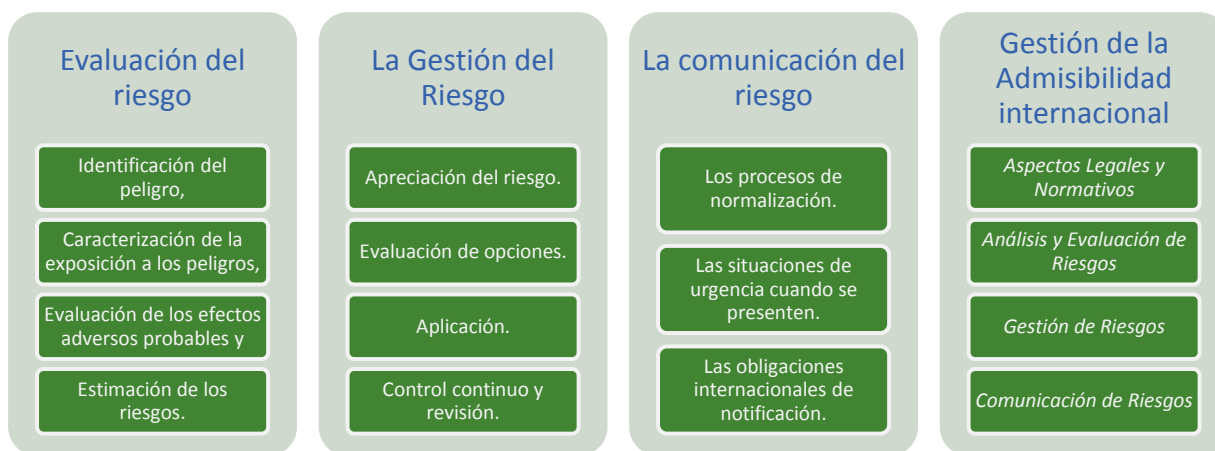 Evaluación del
riesgo
Identificación del
peligro,
Caracterización de la
exposición a los peligros,
Evaluación de los efectos
adversos probables y
Estimación de los
riesgos.
La Gestión del
Riesgo
Apreciación del riesgo.
Evaluación de opciones.
Aplicación.
Control continuo y
revisión.
La comunicación del
riesgo
Los procesos de
normalización.
Las situaciones de
urgencia cuando se
presenten.
Las obligaciones
internacionales de
notificación.
Gestión de la
Admisibilidad
internacional
Aspectos Legales y
Normativos
Análisis y Evaluación de
Riesgos
Gestión de Riesgos
Comunicación de Riesgos